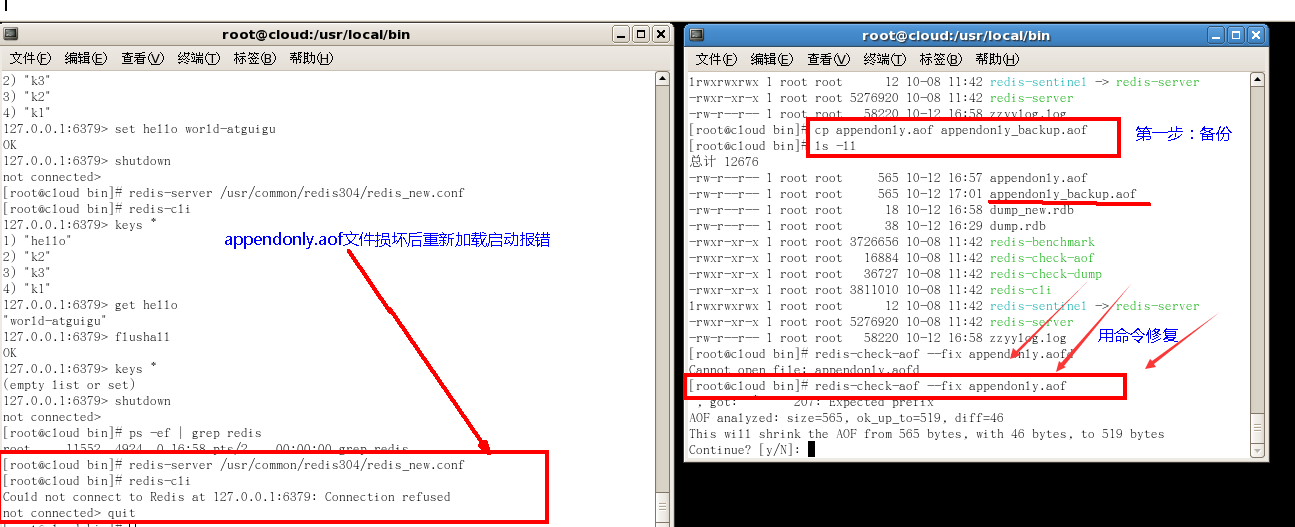 root@cloud:/usr/local/bin
文件(F) 编辑(E) 查看(V) 终端(T) 标签(B) 帮助(H)
2) "k3"
3) "k2"
4) "k1"
127.0.0.1:6379> set hello world-atguigu
OK
127.0.0.1:6379> shutdown
not connected>
[root@cloud bin]# redis-server /usr/common/redis304/redis_new.conf
[root@cloud bin]# redis-cli
127.0.0.1:6379> keys *
1) "hello"
2) "k2"
3) "k3"
4) "k1"
127.0.0.1:6379> get hello
"world-atguigu"
127.0.0.1:6379> flushall
OK
127.0.0.1:6379> keys *
(empty list or set)
127.0.0.1:6379> shutdown
not connected>
[root@cloud bin]# ps -ef | grep redis
root 11552 4924 0 16:58 pts/2 00:00:00 grep redis
[root@cloud bin]# redis-server /usr/common/redis304/redis_new.conf
[root@cloud bin]# redis-cli
Could not connect to Redis at 127.0.0.1:6379: Connection refused
not connected> quit
appendonly.aof文件损坏后重新加载启动报错
root@cloud:/usr/local/bin
文件(F) 编辑(E) 查看(V) 终端(T) 标签(B) 帮助(H)
lrwxrwxrwx 1 root root 12 10-08 11:42 redis-sentinel -> redis-server
-rwxr-xr-x 1 root root 5276920 10-08 11:42 redis-server
-rw-r--r-- 1 root root 58220 10-12 16:58 zzyylog.log
[root@cloud bin]# cp appendonly.aof appendonly_backup.aof
[root@cloud bin]# ls -ll
总计 12676
-rw-r--r-- 1 root root 565 10-12 16:57 appendonly.aof
-rw-r--r-- 1 root root 565 10-12 17:01 appendonly_backup.aof
-rw-r--r-- 1 root root 18 10-12 16:58 dump_new.rdb
-rw-r--r-- 1 root root 38 10-12 16:29 dump.rdb
-rwxr-xr-x 1 root root 3726656 10-08 11:42 redis-benchmark
-rwxr-xr-x 1 root root 16884 10-08 11:42 redis-check-aof
-rwxr-xr-x 1 root root 36727 10-08 11:42 redis-check-dump
-rwxr-xr-x 1 root root 3811010 10-08 11:42 redis-cli
lrwxrwxrwx 1 root root 12 10-08 11:42 redis-sentinel -> redis-server
-rwxr-xr-x 1 root root 5276920 10-08 11:42 redis-server
-rw-r--r-- 1 root root 58220 10-12 16:58 zzyylog.log
[root@cloud bin]# redis-check-aof --fix appendonly.aofd
Cannot open file: appendonly.aofd
[root@cloud bin]# redis-check-aof --fix appendonly.aof
', got: 207: Expected prefix
AOF analyzed: size=565, ok_up_to=519, diff=46
This will shrink the AOF from 565 bytes, with 46 bytes, to 519 bytes
Continue? [y/N]:
第一步：备份
用命令修复